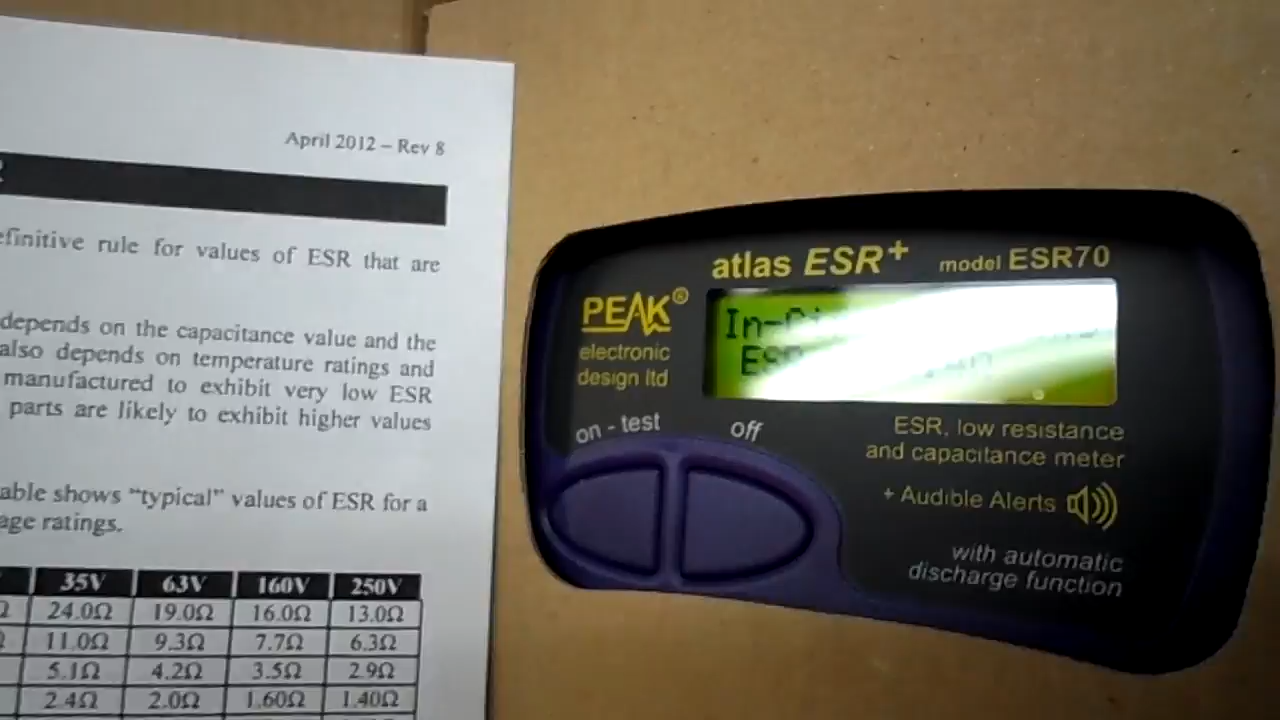 April 2012 – Rev 8
rule for values of ESR that are
depends on the capacitance value and the
also depends on temperature ratings and
manufactured to exhibit very low ESR
parts are likely to exhibit higher values
shows “typical” values of ESR for a
ratings.
35V 63V 160V 250V
24.0Ω 19.0Ω 16.0Ω 13.0Ω
11.0Ω 9.3Ω 7.7Ω 6.3Ω
5.1Ω 4.2Ω 3.5Ω 2.9Ω
2.4Ω 2.0Ω 1.60Ω 1.40Ω
atlas ESR+ model ESR70
PEAK®
electronic
design ltd
ESR
on - test off
ESR, low resistance
and capacitance meter
+ Audible Alerts
with automatic
discharge function